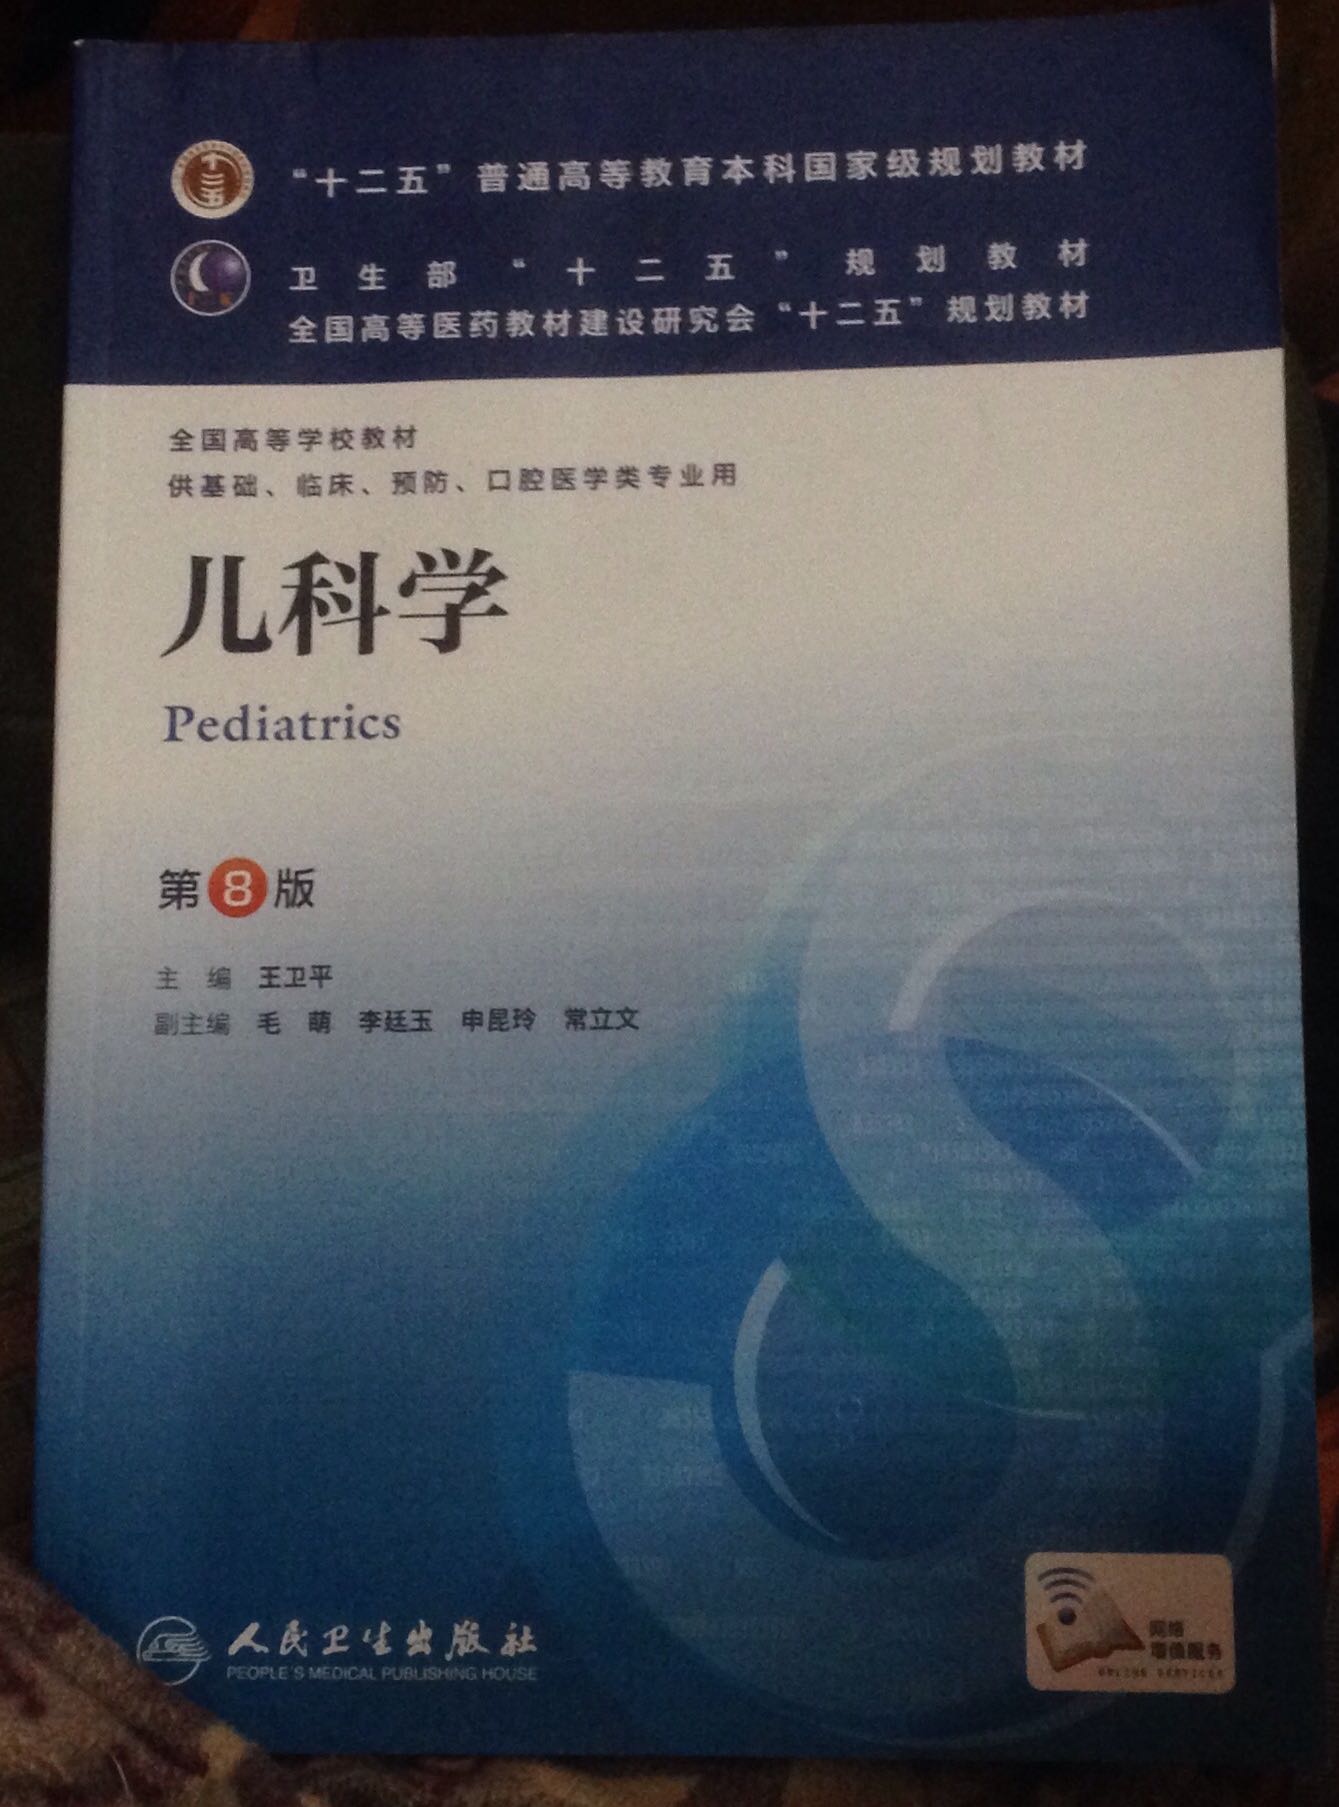 “十二五”普通高等教育本科国家级规划教材
卫生部“十二五”规划教材
全国高等医药教材建设研究会“十二五”规划教材
全国高等学校教材
供基础、临床、预防、口腔医学类专业用
儿科学
Pediatrics
第8版
主 编 王卫平
副主编 毛 萌 李廷玉 申昆玲 常立文
人民卫生出版社
PEOPLE'S MEDICAL PUBLISHING HOUSE
网络
增值服务
ONLINE SERVICES